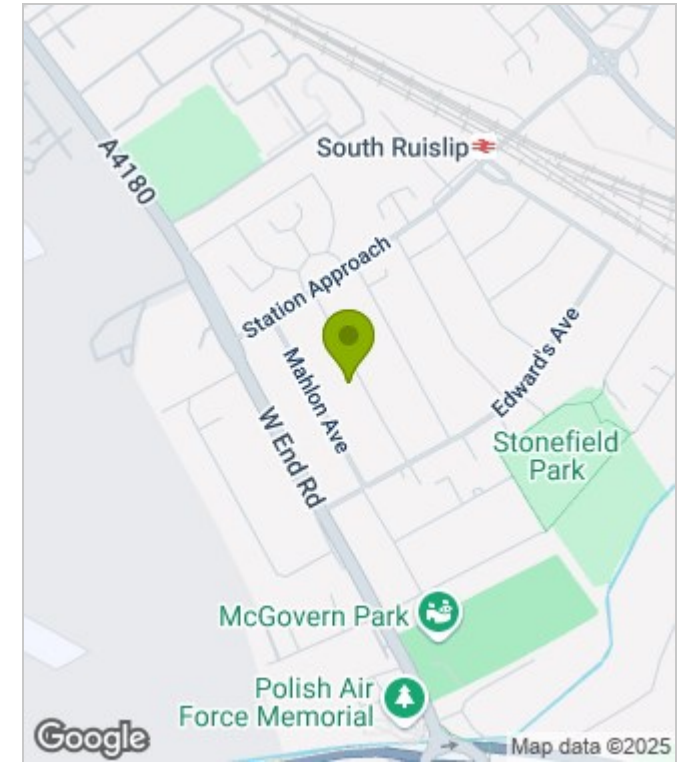 A4180
South Ruislip
Station Approach
Mahlon Ave
Edward's Ave
W End Rd
Stonefield
Park
McGovern Park
Polish Air
Force Memorial
Google
Map data ©2025